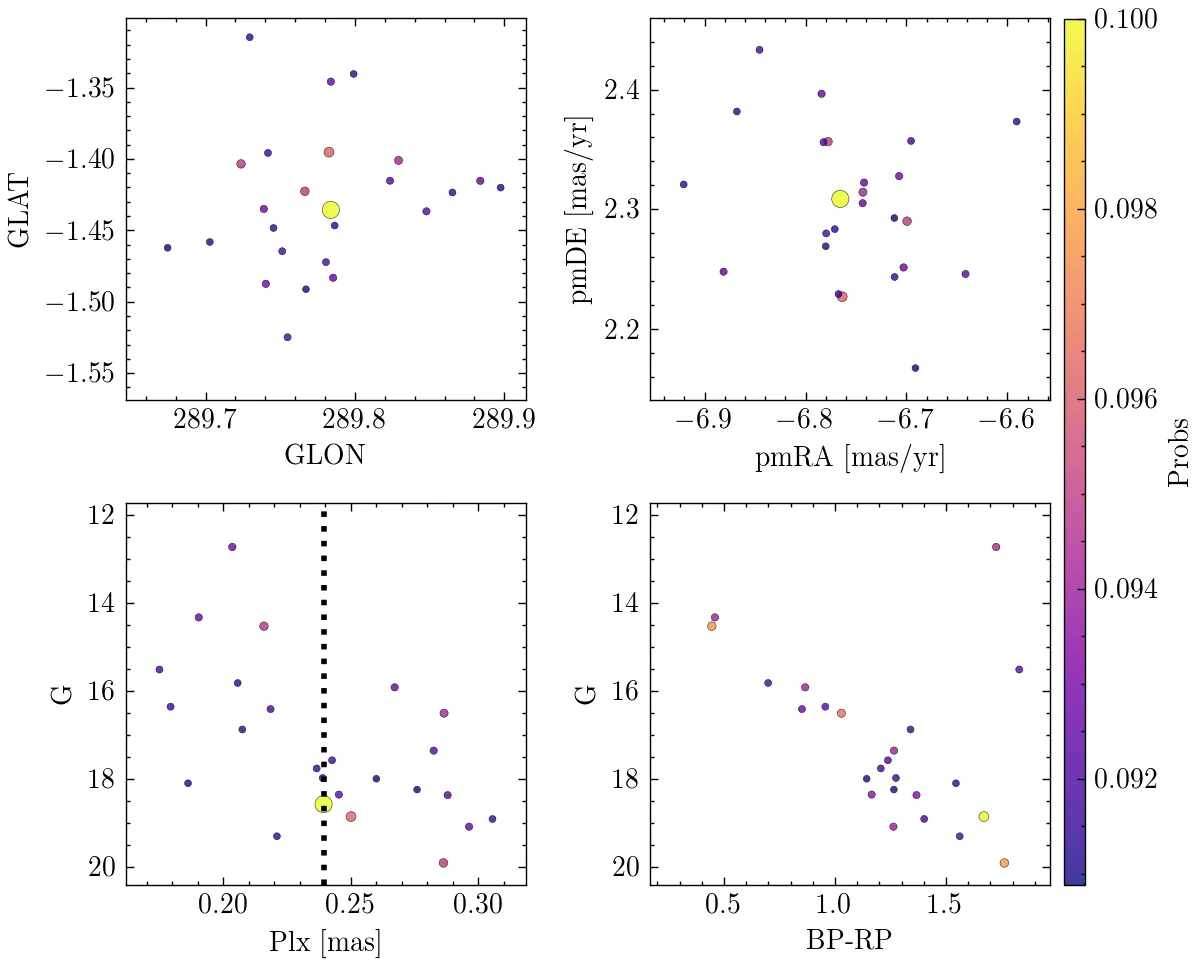 −1.35
−1.40
−1.45
−1.50
−1.55
GLAT
289.7 289.8 289.9
GLON
2.4
2.3
2.2
pmDE [mas/yr]
−6.9 −6.8 −6.7 −6.6
pmRA [mas/yr]
12
14
16
18
20
G
0.20 0.25 0.30
Plx [mas]
12
14
16
18
20
G
0.5 1.0 1.5
BP-RP
0.100
0.098
0.096
0.094
0.092
Probs